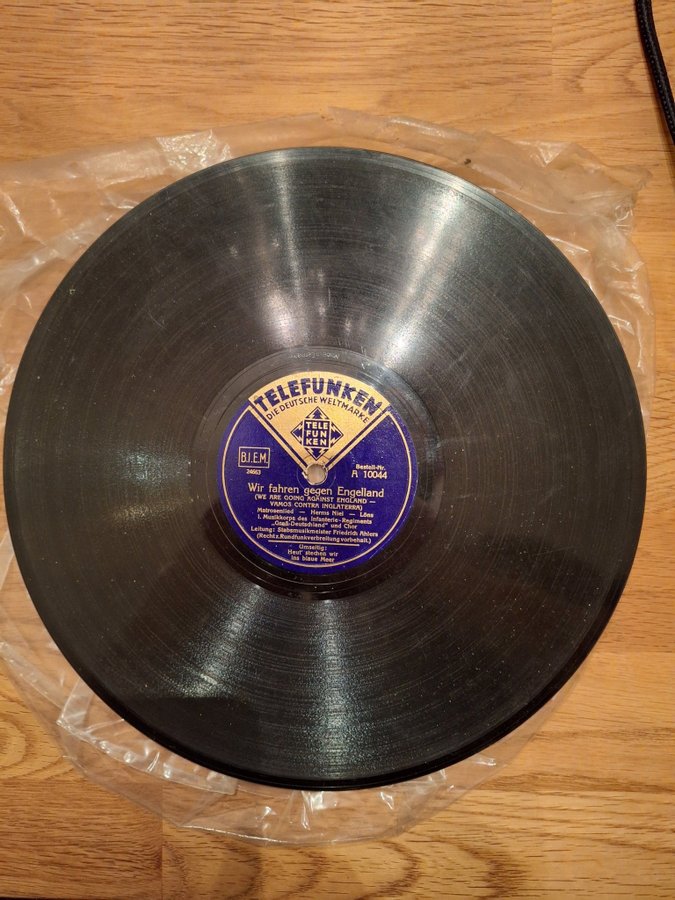 TELEFUNKEN
DIE DEUTSCHE WELTMARKE
TELE
FUN
KEN
B.I.E.M.
24663
Bestell-Nr.
A 10044
Wir fahren gegen Engelland
(WE ARE GOING AGAINST ENGLAND —
VAMOS CONTRA INGLATERRA)
Matrosenlied — Herms Niel — Löns
1. Musikkorps des Infanterie-Regiments
„Groß-Deutschland" und Chor
Leitung: Stabsmusikmeister Friedrich Ahlers
(Recht z. Rundfunkverbreitung vorbehalt.)
Umseitig:
Heut' stechen wir
ins blaue Meer